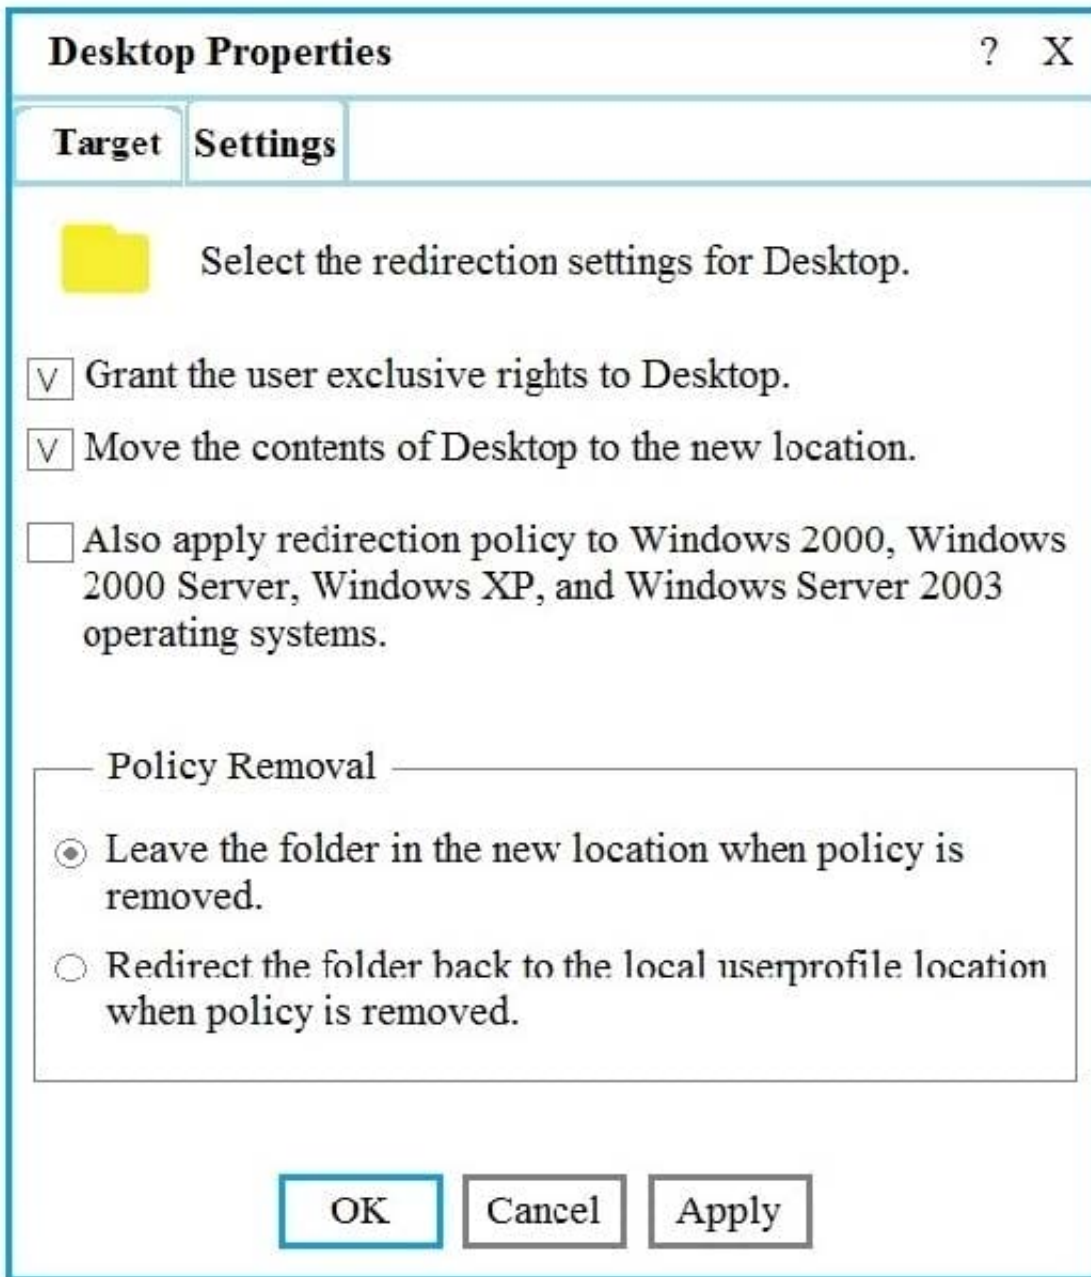 Desktop Properties ? X
Target Settings
Select the redirection settings for Desktop.
V Grant the user exclusive rights to Desktop.
V Move the contents of Desktop to the new location.
Also apply redirection policy to Windows 2000, Windows
2000 Server, Windows XP, and Windows Server 2003
operating systems.
Policy Removal
Leave the folder in the new location when policy is
removed.
Redirect the folder back to the local userprofile location
when policy is removed.
OK Cancel Apply